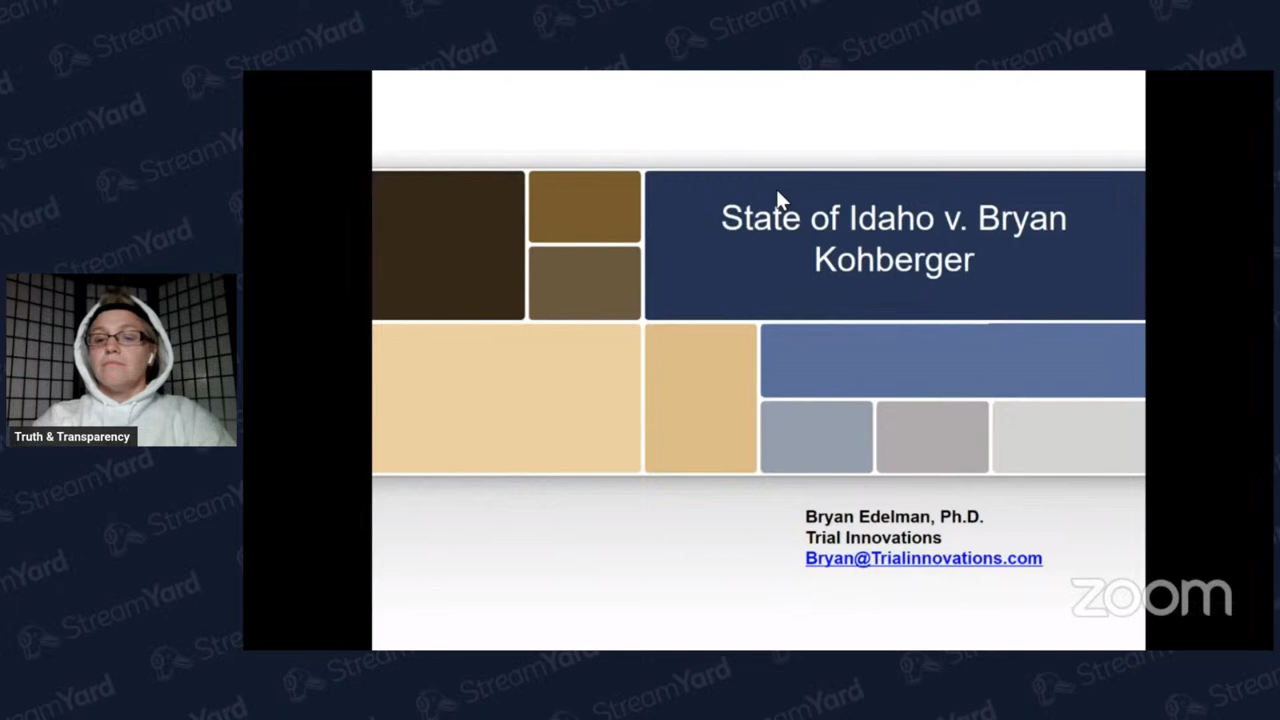 StreamYard
State of Idaho v. Bryan
Kohberger
Truth & Transparency
Bryan Edelman, Ph.D.
Trial Innovations
Bryan@Trialinnovations.com
zoom